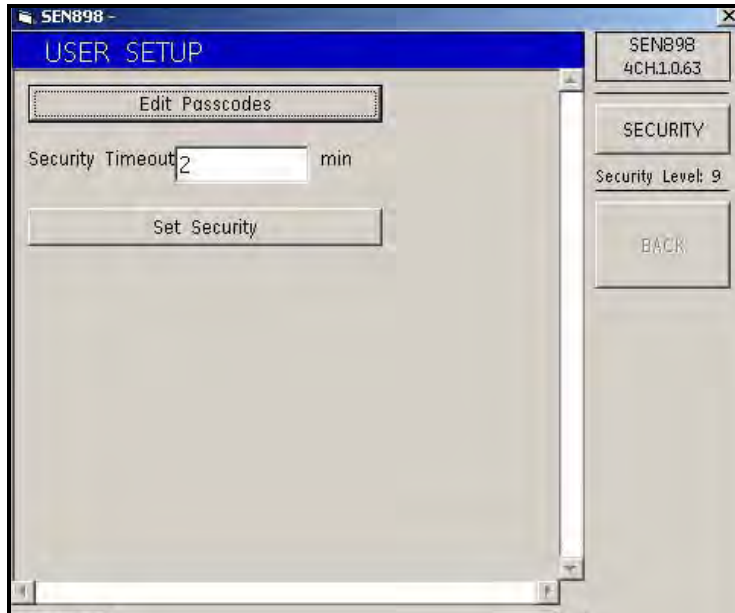 SEN898 -
USER SETUP
Edit Passcodes
Security Timeout 2 min
Set Security
SEN898
4CH.1.0.63
SECURITY
Security Level: 9
BACK